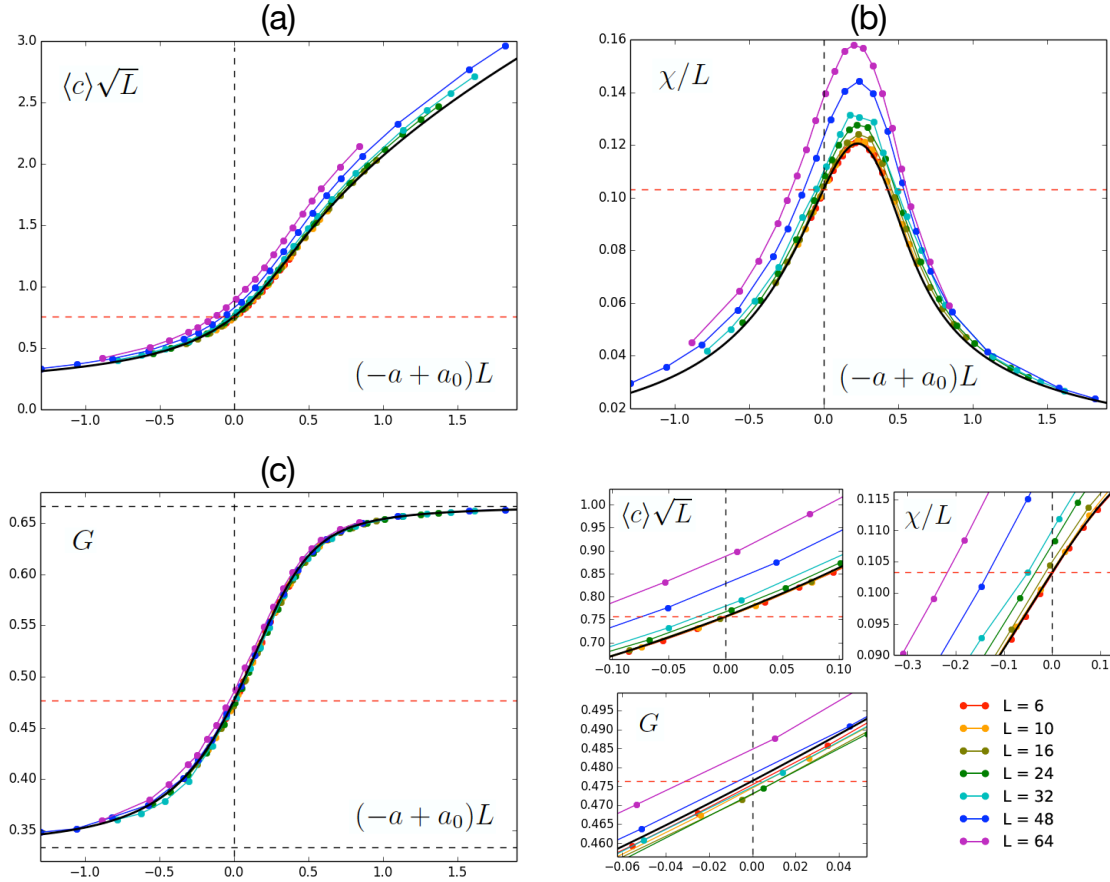 (a)
⟨c⟩√L
(−a + a₀)L
3.0
2.5
2.0
1.5
1.0
0.5
0.0
−1.0 −0.5 0.0 0.5 1.0 1.5
(b)
χ/L
(−a + a₀)L
0.16
0.14
0.12
0.10
0.08
0.06
0.04
0.02
−1.0 −0.5 0.0 0.5 1.0 1.5
(c)
G
(−a + a₀)L
0.65
0.60
0.55
0.50
0.45
0.40
0.35
−1.0 −0.5 0.0 0.5 1.0 1.5
⟨c⟩√L
1.00
0.95
0.90
0.85
0.80
0.75
0.70
−0.10 −0.05 0.00 0.05 0.10
χ/L
0.115
0.110
0.105
0.100
0.095
0.090
−0.3 −0.2 −0.1 0.0 0.1
G
0.495
0.490
0.485
0.480
0.475
0.470
0.465
0.460
−0.06 −0.04 −0.02 0.00 0.02 0.04
L = 6
L = 10
L = 16
L = 24
L = 32
L = 48
L = 64